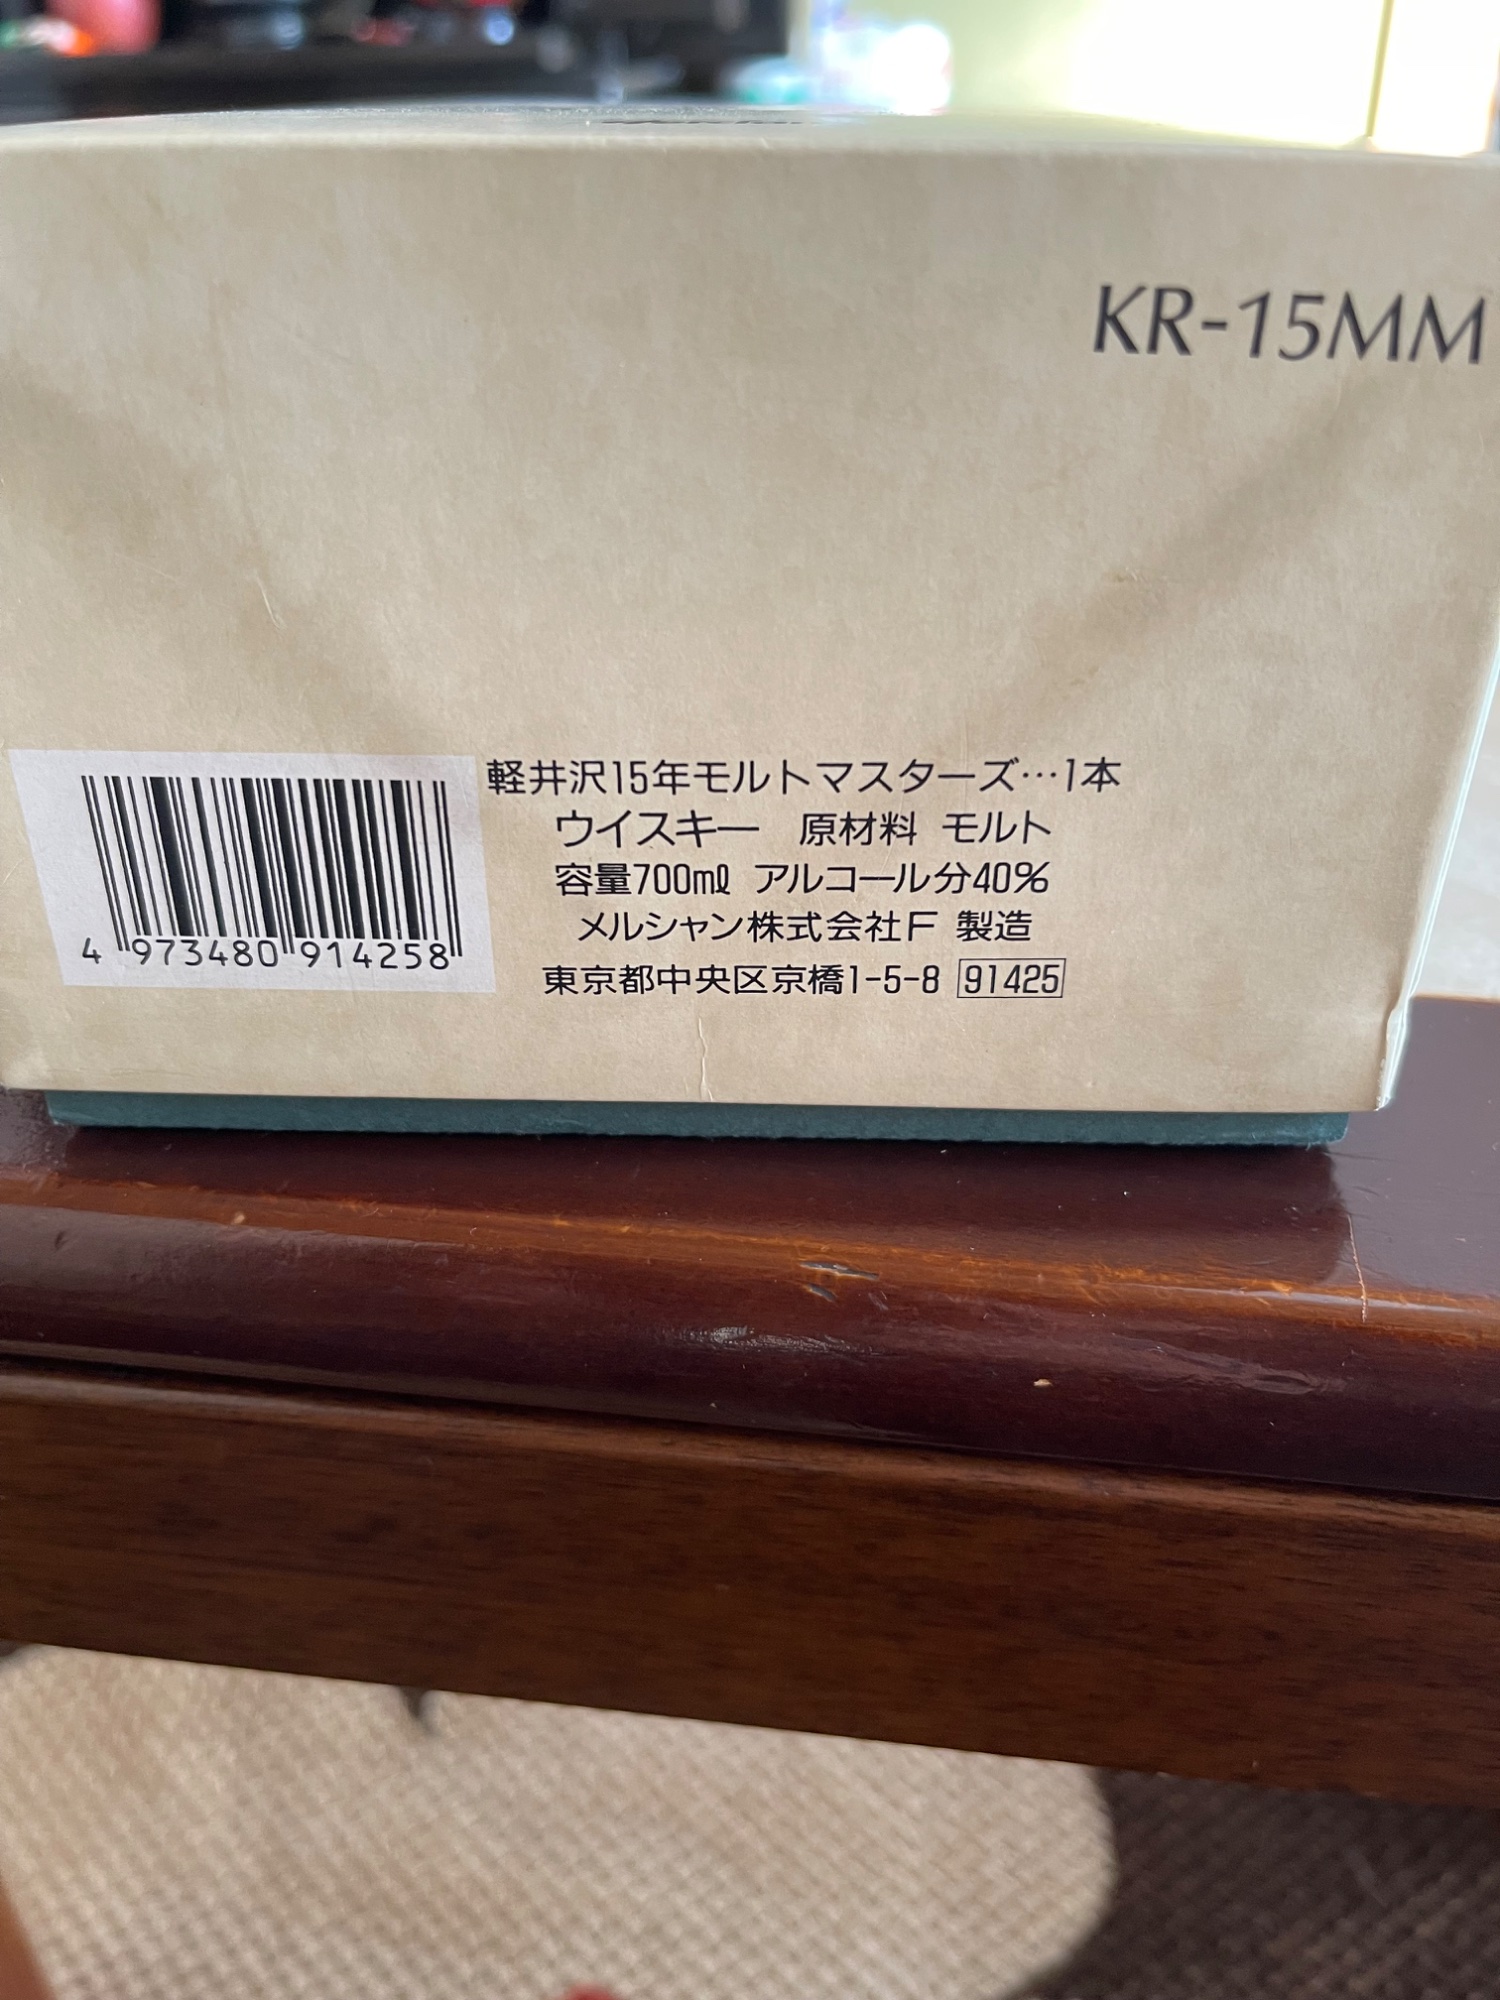 KR-15MM
軽井沢15年モルトマスターズ…1本
ウイスキー 原材料 モルト
容量700mℓ アルコール分40%
メルシャン株式会社F 製造
東京都中央区京橋1-5-8 91425
4 973480 914258